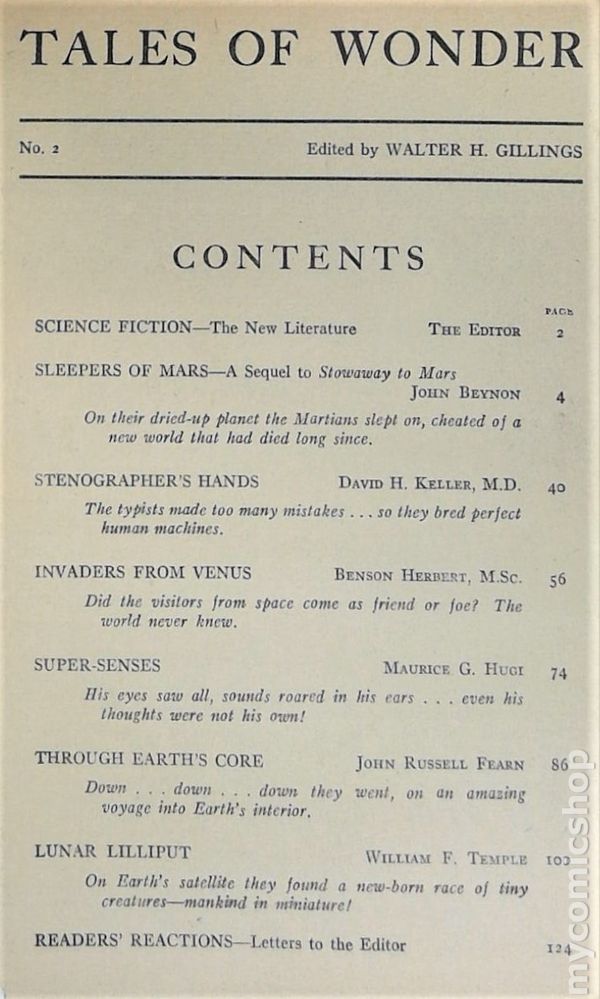 TALES OF WONDER
No. 2 Edited by WALTER H. GILLINGS
CONTENTS
PAGE
SCIENCE FICTION—The New Literature THE EDITOR 2
SLEEPERS OF MARS—A Sequel to Stowaway to Mars
JOHN BEYNON 4
On their dried-up planet the Martians slept on, cheated of a
new world that had died long since.
STENOGRAPHER'S HANDS DAVID H. KELLER, M.D. 40
The typists made too many mistakes . . . so they bred perfect
human machines.
INVADERS FROM VENUS BENSON HERBERT, M.SC. 56
Did the visitors from space come as friend or foe? The
world never knew.
SUPER-SENSES MAURICE G. HUGI 74
His eyes saw all, sounds roared in his ears . . . even his
thoughts were not his own!
THROUGH EARTH'S CORE JOHN RUSSELL FEARN 86
Down . . . down . . . down they went, on an amazing
voyage into Earth's interior.
LUNAR LILLIPUT WILLIAM F. TEMPLE
On Earth's satellite they found a new-born race of tiny
creatures—mankind in miniature!
READERS' REACTIONS—Letters to the Editor 124
mycomicshop